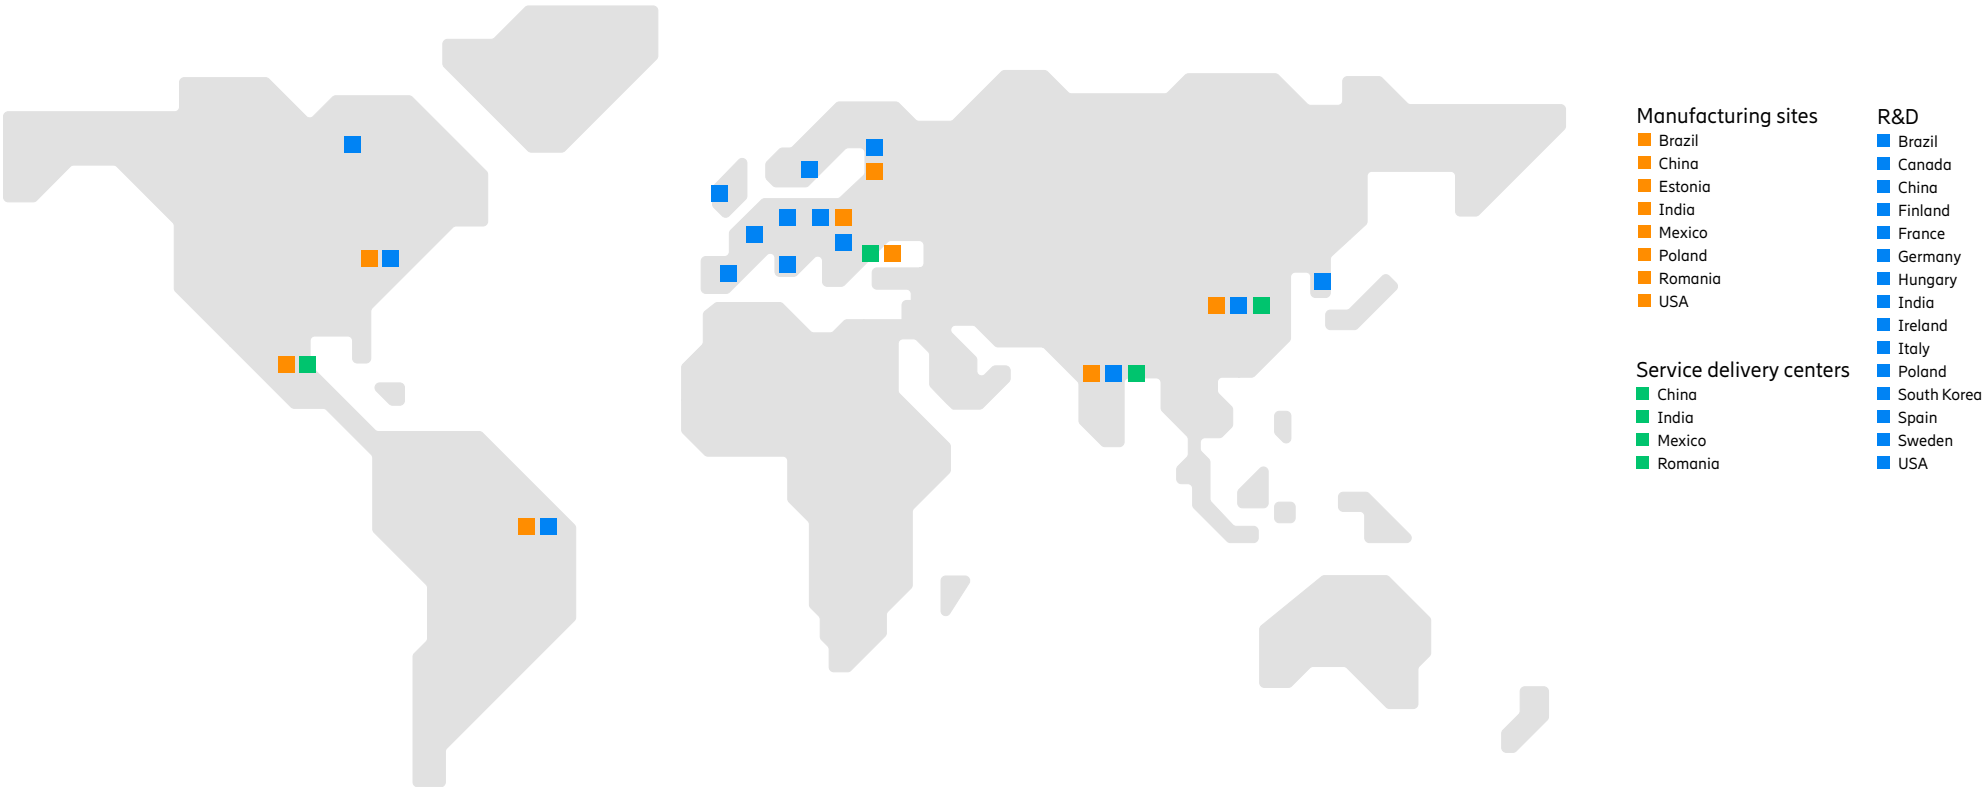 Manufacturing sites
Brazil
China
Estonia
India
Mexico
Poland
Romania
USA
Service delivery centers
China
India
Mexico
Romania
R&D
Brazil
Canada
China
Finland
France
Germany
Hungary
India
Ireland
Italy
Poland
South Korea
Spain
Sweden
USA